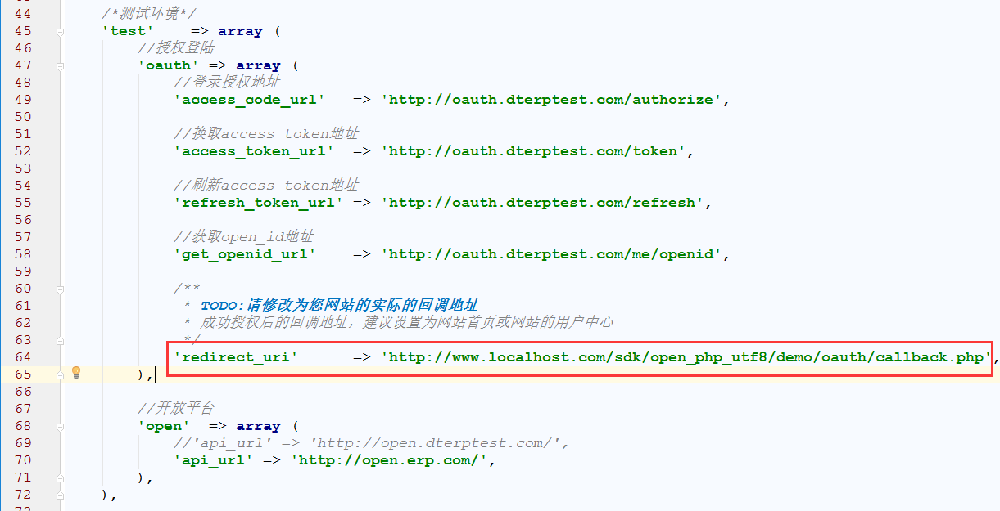 44 /*测试环境*/
45 'test' => array (
46 //授权登陆
47 'oauth' => array (
48 //登录授权地址
49 'access_code_url' => 'http://oauth.dterptest.com/authorize',
50
51 //换取access token地址
52 'access_token_url' => 'http://oauth.dterptest.com/token',
53
54 //刷新access token地址
55 'refresh_token_url' => 'http://oauth.dterptest.com/refresh',
56
57 //获取open_id地址
58 'get_openid_url' => 'http://oauth.dterptest.com/me/openid',
59
60 /**
61 * TODO:请修改为您网站的实际的回调地址
62 * 成功授权后的回调地址，建议设置为网站首页或网站的用户中心
63 */
64 'redirect_uri' => 'http://www.localhost.com/sdk/open_php_utf8/demo/oauth/callback.php',
65 ),
66
67 //开放平台
68 'open' => array (
69 //'api_url' => 'http://open.dterptest.com/',
70 'api_url' => 'http://open.erp.com/',
71 ),
72 ),